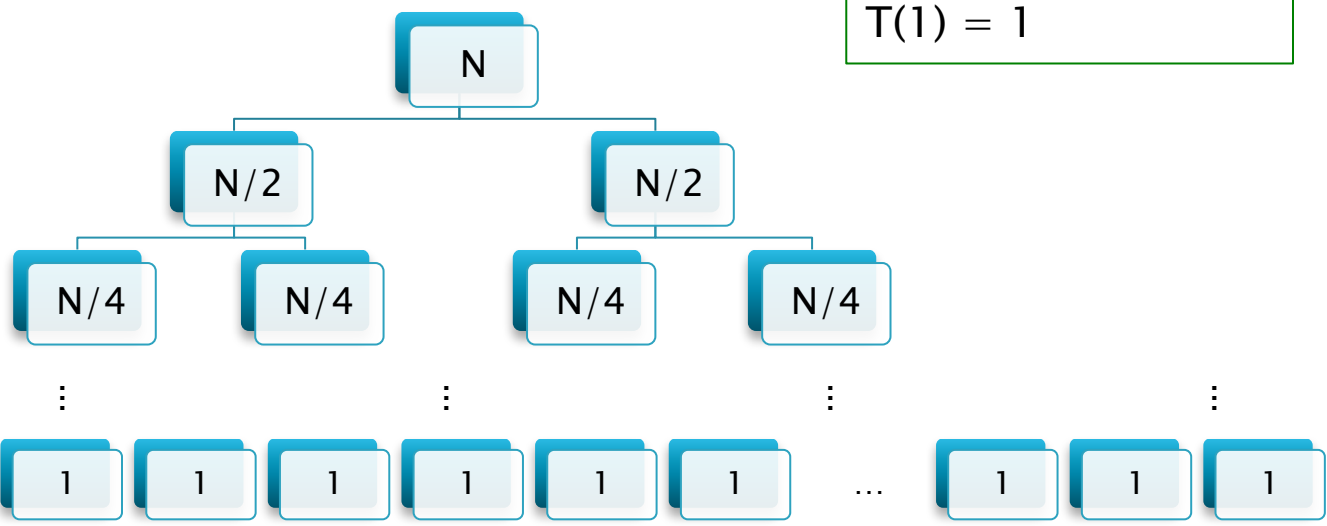 T(1) = 1
N
N/2 N/2
N/4 N/4 N/4 N/4
⋮ ⋮ ⋮ ⋮
1 1 1 1 1 1 ... 1 1 1